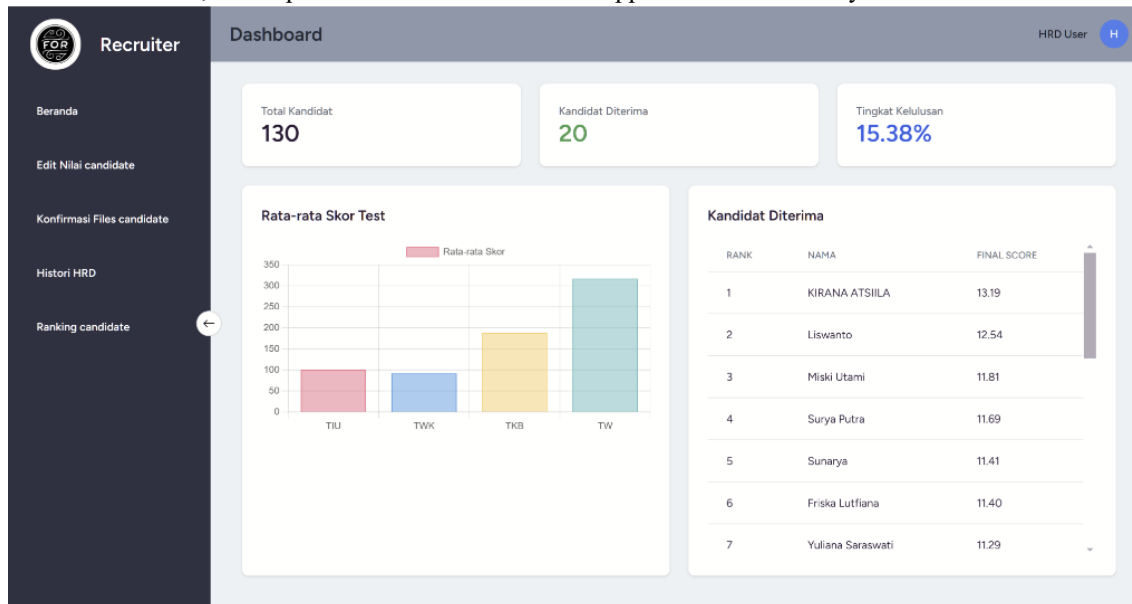 FOR
Recruiter
Dashboard
HRD User
H
Beranda
Edit Nilai candidate
Konfirmasi Files candidate
Histori HRD
Ranking candidate
Total Kandidat
130
Kandidat Diterima
20
Tingkat Kelulusan
15.38%
Rata-rata Skor Test
Rata-rata Skor
350
300
250
200
150
100
50
0
TIU TWK TKB TW
Kandidat Diterima
RANK NAMA FINAL SCORE
1 KIRANA ATSIILA 13.19
2 Liswanto 12.54
3 Miski Utami 11.81
4 Surya Putra 11.69
5 Sunarya 11.41
6 Friska Lutfiana 11.40
7 Yuliana Saraswati 11.29